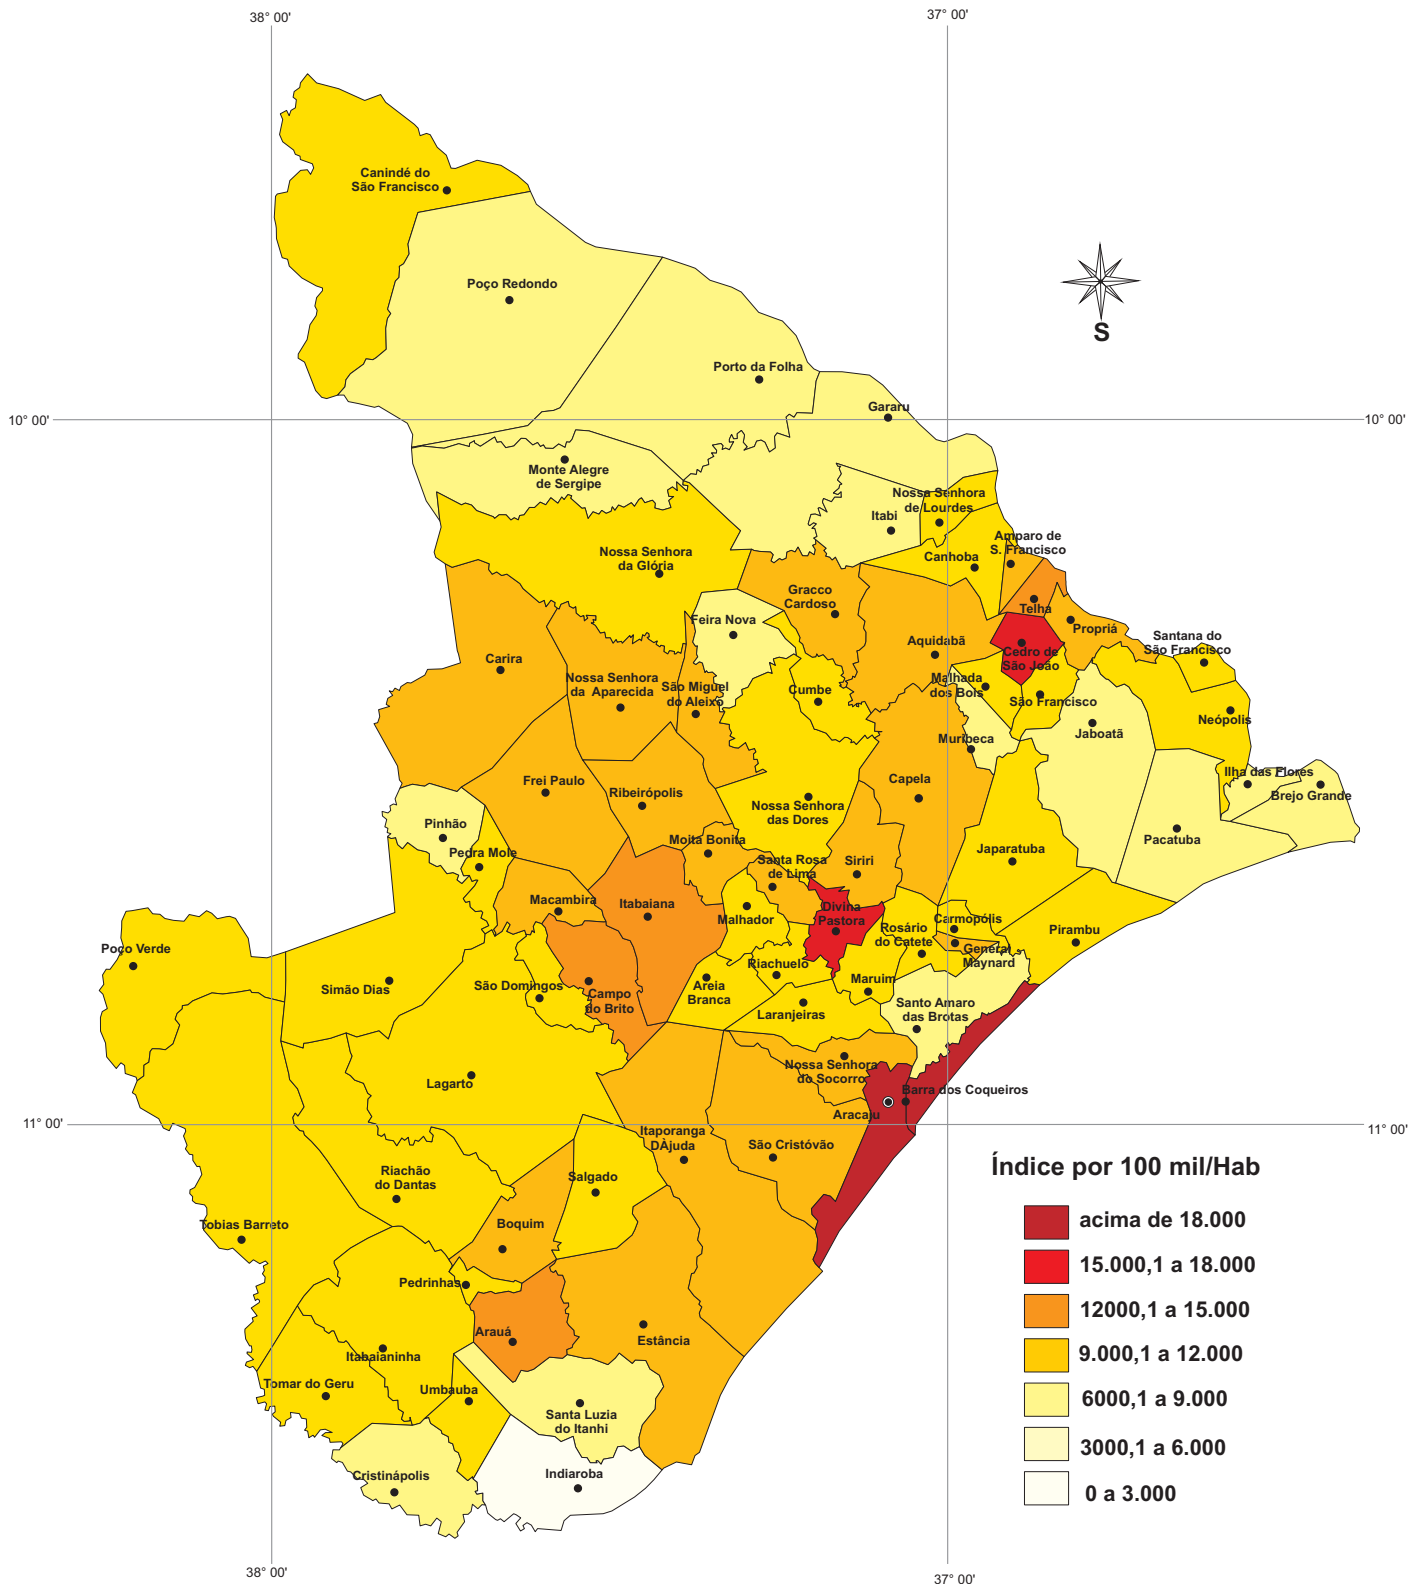 38° 00'
37° 00'
Canindé do
São Francisco
Poço Redondo
S
Porto da Folha
Gararu
10° 00'
10° 00'
Monte Alegre
de Sergipe
Nossa Senhora
de Lourdes
Itabi
Amparo de
S. Francisco
Nossa Senhora
da Glória
Canhoba
Gracco
Cardoso
Telha
Feira Nova
Propriá
Santana do
São Francisco
Aquidabã
Cedro de
São João
Carira
Nossa Senhora
da Aparecida
São Miguel
do Aleixo
Cumbe
Malhada
dos Bois
São Francisco
Neópolis
Jaboatã
Muribeca
Frei Paulo
Ribeirópolis
Capela
Ilha das Flores
Brejo Grande
Nossa Senhora
das Dores
Pinhão
Pedra Mole
Moita Bonita
Santa Rosa
de Lima
Siriri
Japaratuba
Pacatuba
Macambira
Itabaiana
Malhador
Divina
Pastora
Rosário
do Catete
Carmopólis
General
Maynard
Pirambu
Poço Verde
Simão Dias
São Domingos
Campo
do Brito
Areia
Branca
Riachuelo
Maruim
Laranjeiras
Santo Amaro
das Brotas
Lagarto
Nossa Senhora
do Socorro
Barra dos Coqueiros
Aracaju
11° 00'
11° 00'
Itaporanga
DÀjuda
São Cristóvão
Riachão
do Dantas
Salgado
Tobias Barreto
Boquim
Pedrinhas
Arauá
Estância
Itabaianinha
Tomar do Geru
Umbauba
Santa Luzia
do Itanhi
Cristinápolis
Indiaroba
Índice por 100 mil/Hab
acima de 18.000
15.000,1 a 18.000
12000,1 a 15.000
9.000,1 a 12.000
6000,1 a 9.000
3000,1 a 6.000
0 a 3.000
38° 00'
37° 00'